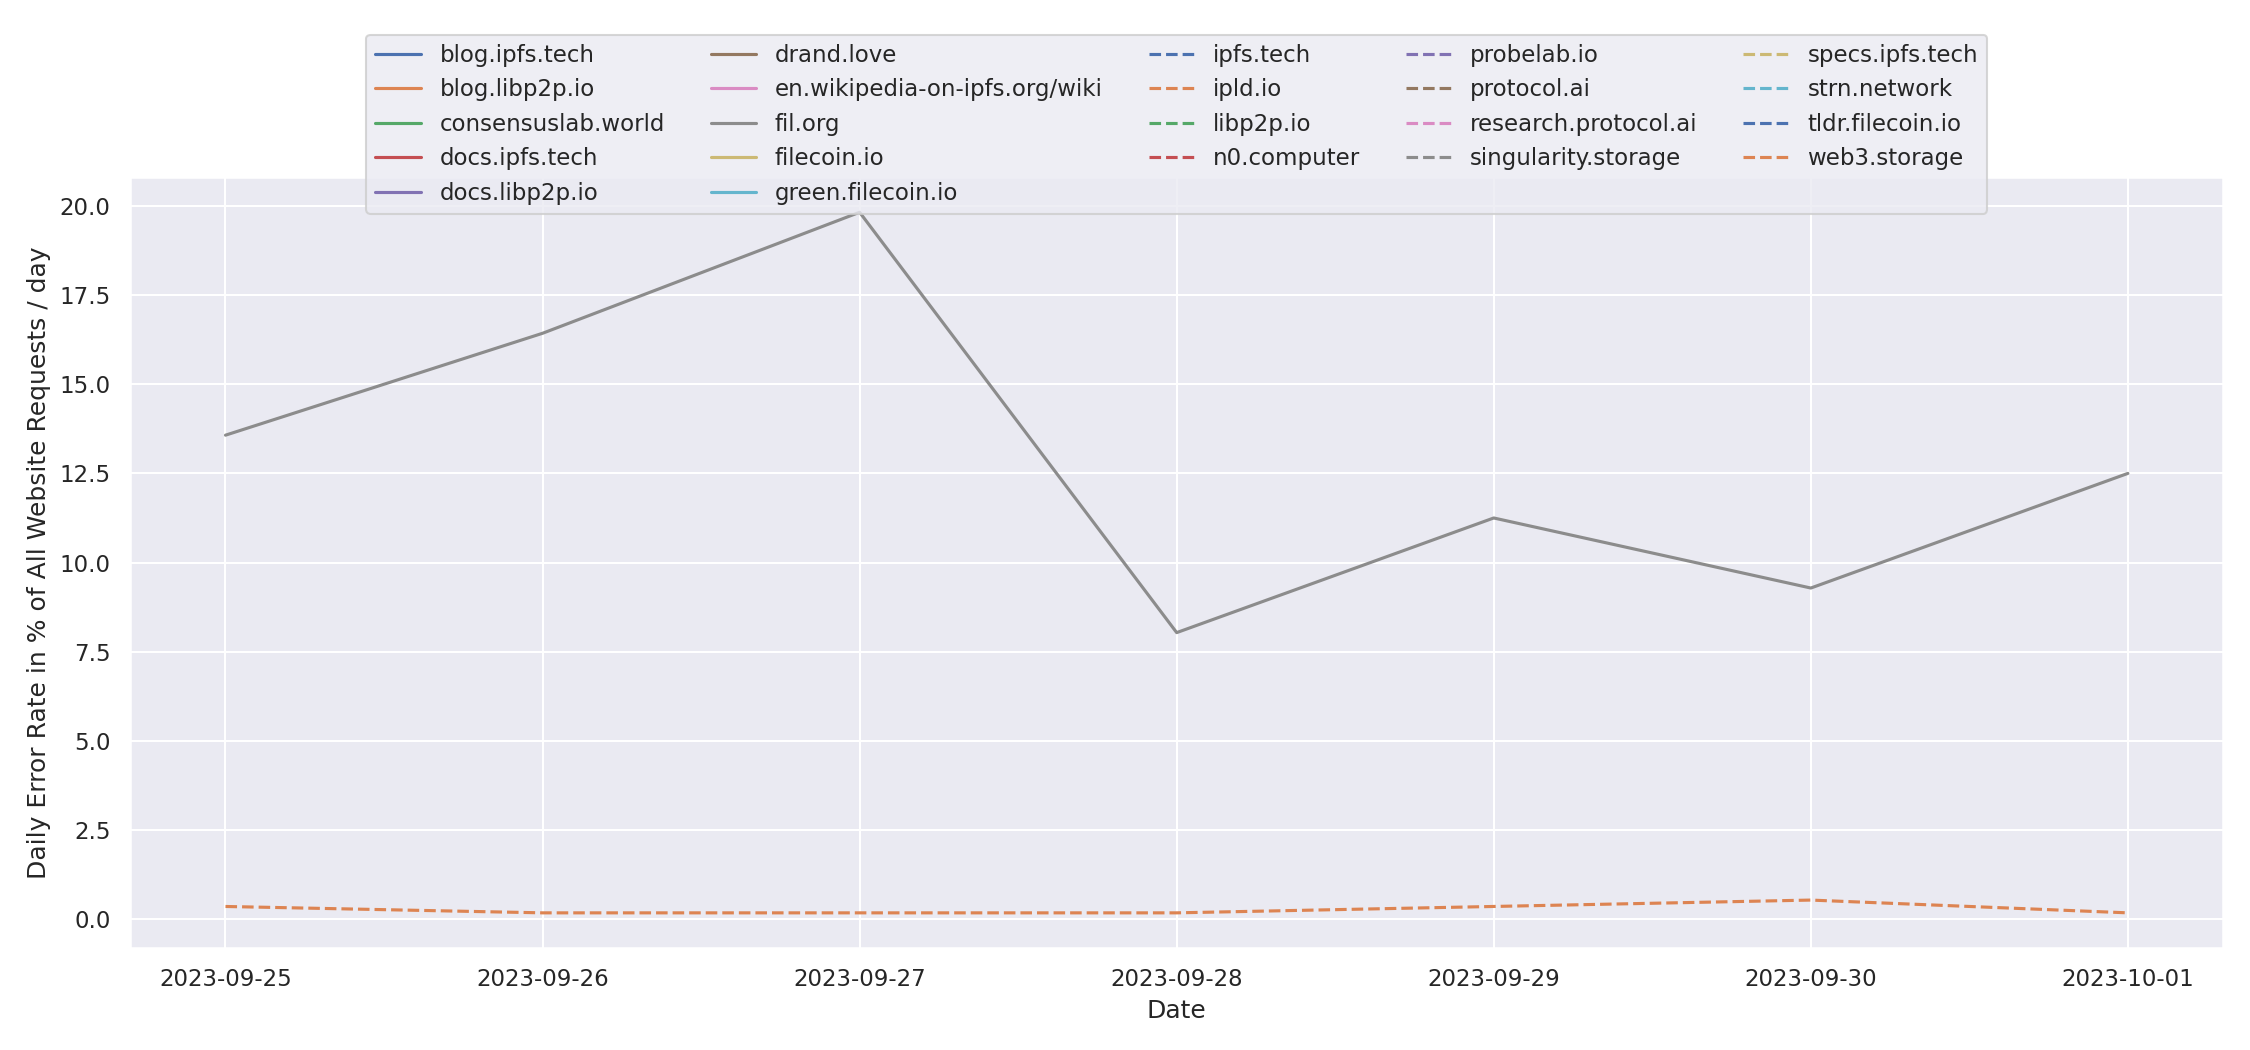 blog.ipfs.tech
blog.libp2p.io
consensuslab.world
docs.ipfs.tech
docs.libp2p.io
drand.love
en.wikipedia-on-ipfs.org/wiki
fil.org
filecoin.io
green.filecoin.io
ipfs.tech
ipld.io
libp2p.io
n0.computer
probelab.io
protocol.ai
research.protocol.ai
singularity.storage
specs.ipfs.tech
strn.network
tldr.filecoin.io
web3.storage
Daily Error Rate in % of All Website Requests / day
20.0
17.5
15.0
12.5
10.0
7.5
5.0
2.5
0.0
2023-09-25
2023-09-26
2023-09-27
2023-09-28
2023-09-29
2023-09-30
2023-10-01
Date